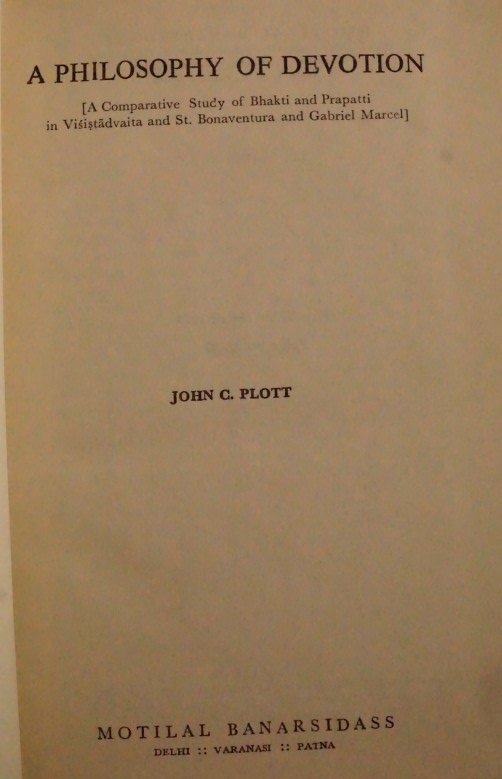 A PHILOSOPHY OF DEVOTION
[A Comparative Study of Bhakti and Prapatti
in Viśiṣtādvaita and St. Bonaventura and Gabriel Marcel]
JOHN C. PLOTT
MOTILAL BANARSIDASS
DELHI :: VARANASI :: PATNA